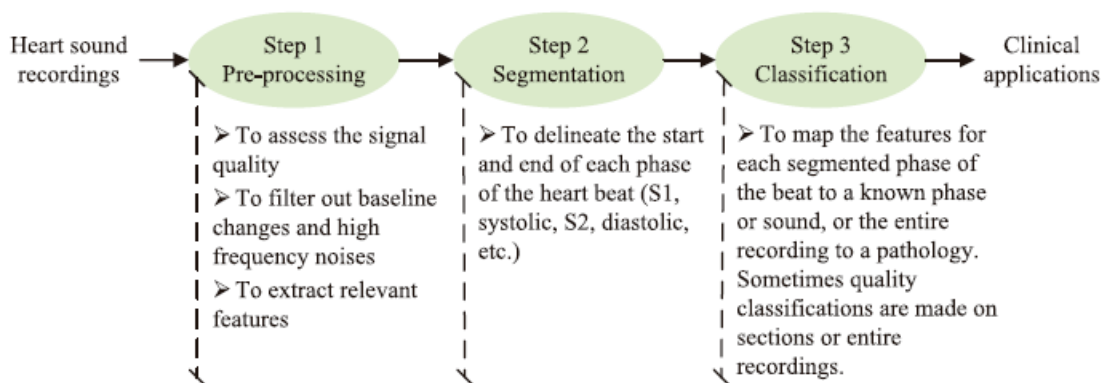 Heart sound
recordings
Step 1
Pre-processing
Step 2
Segmentation
Step 3
Classification
Clinical
applications
➢ To assess the signal
quality
➢ To filter out baseline
changes and high
frequency noises
➢ To extract relevant
features
➢ To delineate the start
and end of each phase
of the heart beat (S1,
systolic, S2, diastolic,
etc.)
➢ To map the features for
each segmented phase of
the beat to a known phase
or sound, or the entire
recording to a pathology.
Sometimes quality
classifications are made on
sections or entire
recordings.